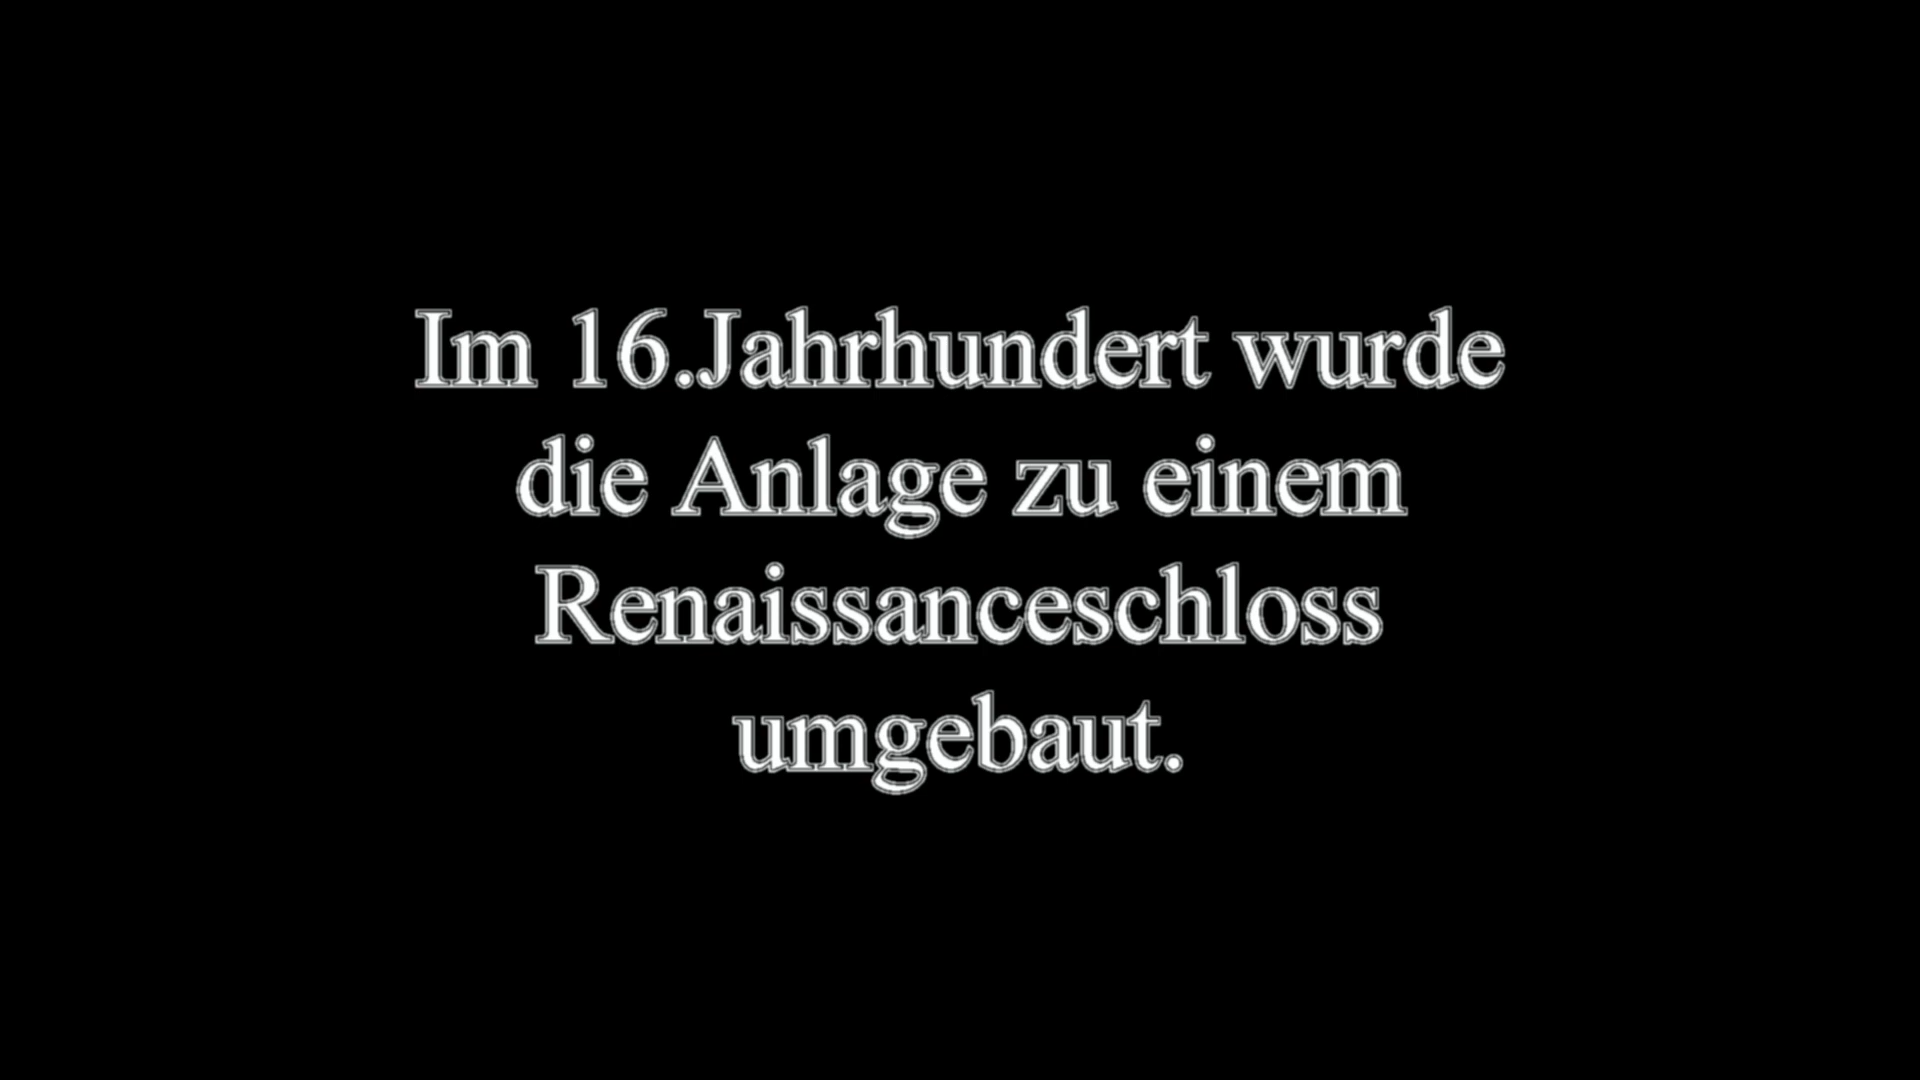 Im 16.Jahrhundert wurde
die Anlage zu einem
Renaissanceschloss
umgebaut.